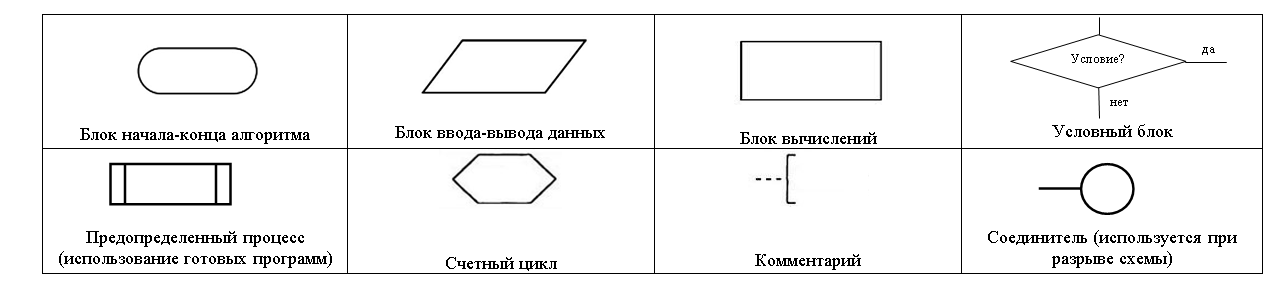 Условие?
да
нет
Блок начала-конца алгоритма
Блок ввода-вывода данных
Блок вычислений
Условный блок
Предопределенный процесс
(использование готовых программ)
Счетный цикл
Комментарий
Соединитель (используется при
разрыве схемы)